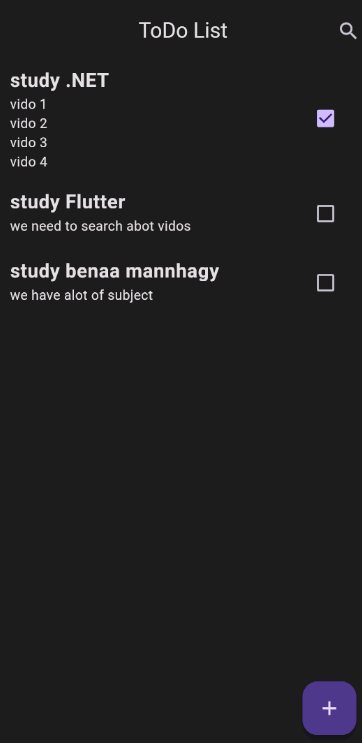 ToDo List
study .NET
vido 1
vido 2
vido 3
vido 4
study Flutter
we need to search abot vidos
study benaa mannhagy
we have alot of subject